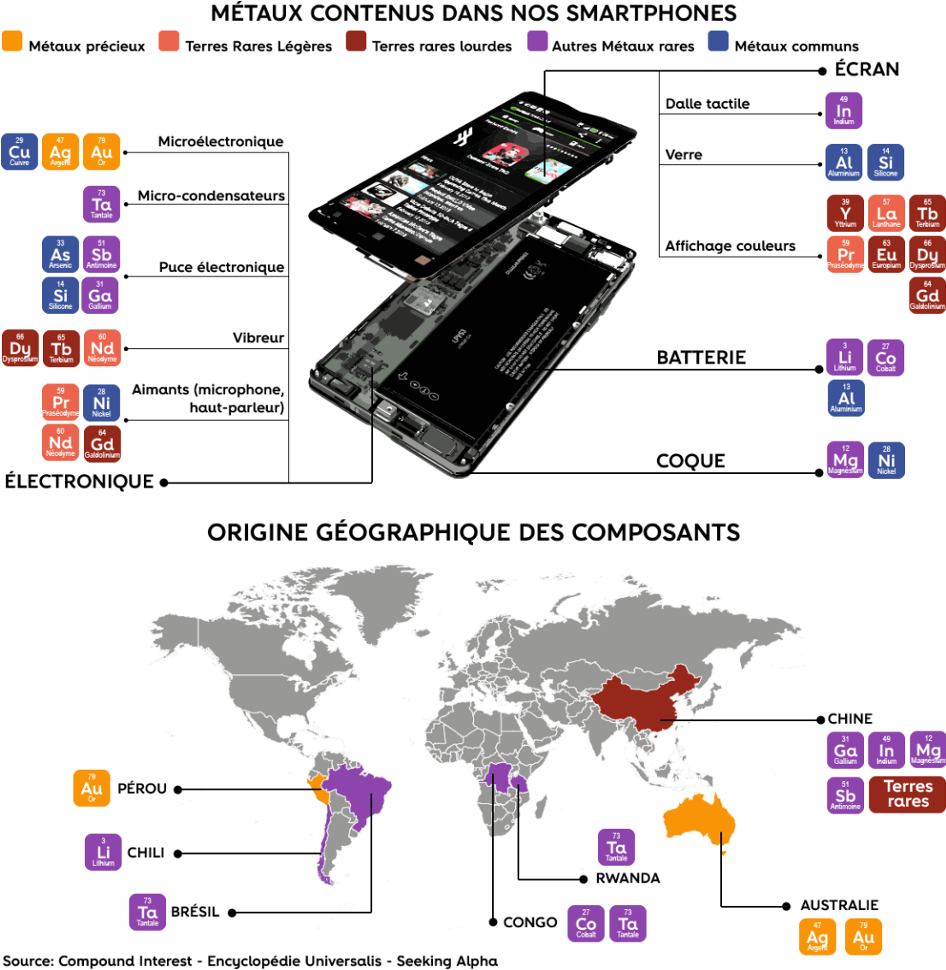 MÉTAUX CONTENUS DANS NOS SMARTPHONES
Métaux précieux
Terres Rares Légères
Terres rares lourdes
Autres Métaux rares
Métaux communs
ÉCRAN
Dalle tactile
49
In
Indium
Verre
13
Al
Aluminium
14
Si
Silicone
Affichage couleurs
39
Y
Yttrium
57
La
Lanthane
65
Tb
Terbium
59
Pr
Praséodyme
63
Eu
Europium
66
Dy
Dysprosium
64
Gd
Gadolinium
Microélectronique
29
Cu
Cuivre
47
Ag
Argent
79
Au
Or
Micro-condensateurs
73
Ta
Tantale
Puce électronique
33
As
Arsenic
51
Sb
Antimoine
14
Si
Silicone
31
Ga
Gallium
Vibreur
66
Dy
Dysprosium
65
Tb
Terbium
60
Nd
Néodyme
Aimants (microphone,
haut-parleur)
59
Pr
Praséodyme
28
Ni
Nickel
60
Nd
Néodyme
64
Gd
Galdolinium
ÉLECTRONIQUE
BATTERIE
3
Li
Lithium
27
Co
Cobalt
13
Al
Aluminium
COQUE
12
Mg
Magnésium
28
Ni
Nickel
ORIGINE GÉOGRAPHIQUE DES COMPOSANTS
CHINE
31
Ga
Gallium
49
In
Indium
12
Mg
Magnésium
51
Sb
Antimoine
Terres
rares
79
Au
Or
PÉROU
3
Li
Lithium
CHILI
73
Ta
Tantale
BRÉSIL
73
Ta
Tantale
RWANDA
CONGO
27
Co
Cobalt
73
Ta
Tantale
AUSTRALIE
47
Ag
Argent
79
Au
Or
Source: Compound Interest - Encyclopédie Universalis - Seeking Alpha